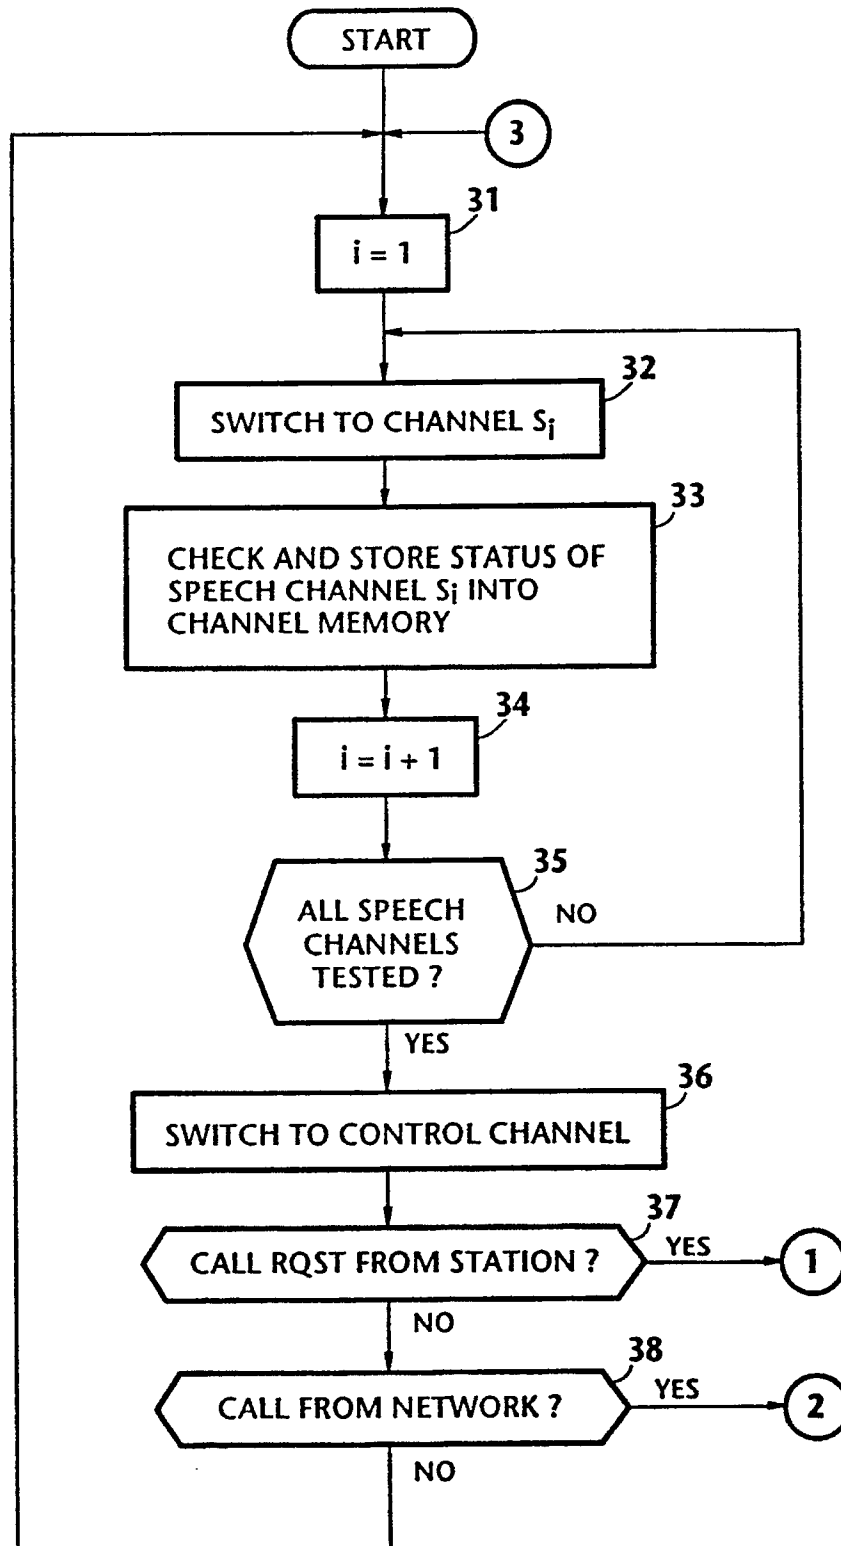 START
3
31
i = 1
32
SWITCH TO CHANNEL Si
33
CHECK AND STORE STATUS OF
SPEECH CHANNEL Si INTO
CHANNEL MEMORY
34
i = i + 1
35
ALL SPEECH
CHANNELS
TESTED ?
NO
YES
36
SWITCH TO CONTROL CHANNEL
37
CALL RQST FROM STATION ?
YES
1
NO
38
CALL FROM NETWORK ?
YES
2
NO